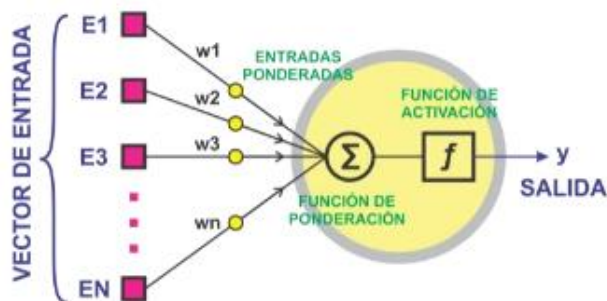 VECTOR DE ENTRADA
E1
E2
E3
EN
w1
w2
w3
wn
ENTRADAS
PONDERADAS
Σ
FUNCIÓN DE
PONDERACIÓN
FUNCIÓN DE
ACTIVACIÓN
f
y
SALIDA